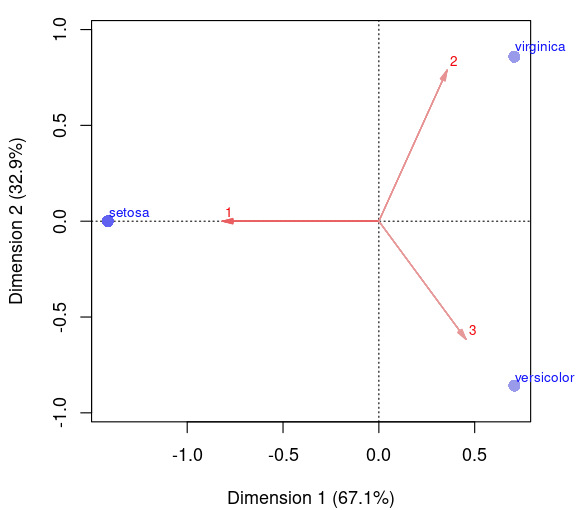 virginica
2
setosa
1
3
versicolor
1.0
0.5
0.0
-0.5
-1.0
Dimension 2 (32.9%)
-1.0 -0.5 0.0 0.5
Dimension 1 (67.1%)